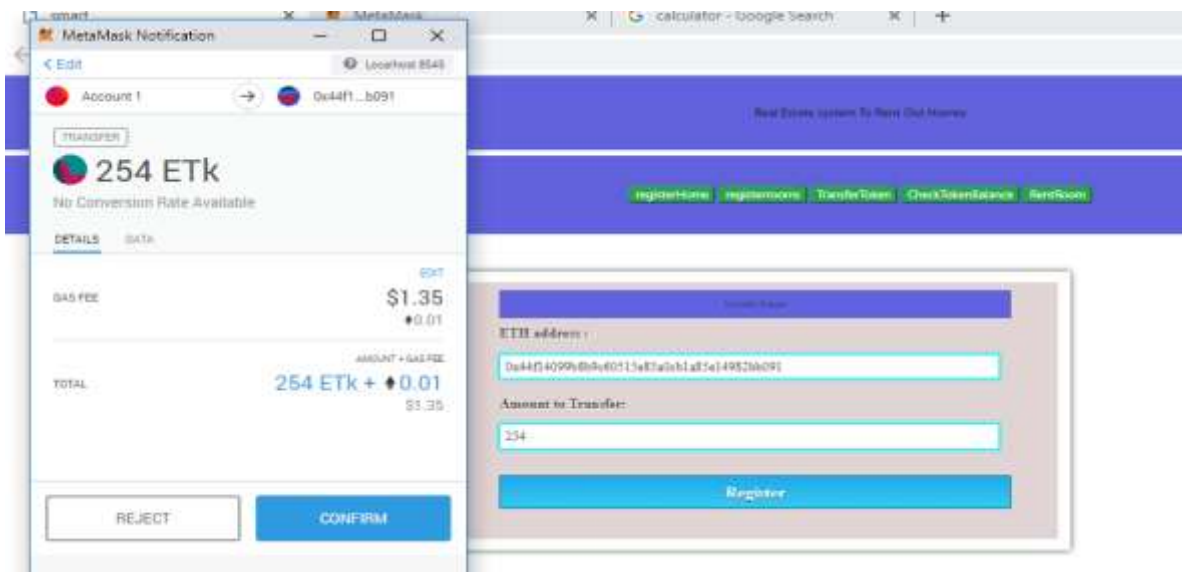 smart
MetaMask
calculator - Google Search
MetaMask Notification
< Edit
Localhost 8545
Account 1
0x44f1...b091
TRANSFER
254 ETk
No Conversion Rate Available
DETAILS DATA
EDIT
GAS FEE
$1.35
0.01
AMOUNT + GAS FEE
TOTAL
254 ETk + 0.01
$1.35
REJECT
CONFIRM
Real Estate system To Rent Out Homes
registerHome registerrooms TransferToken CheckTokenBalance RentRoom
ETH address :
Amount to Transfer:
254
Register